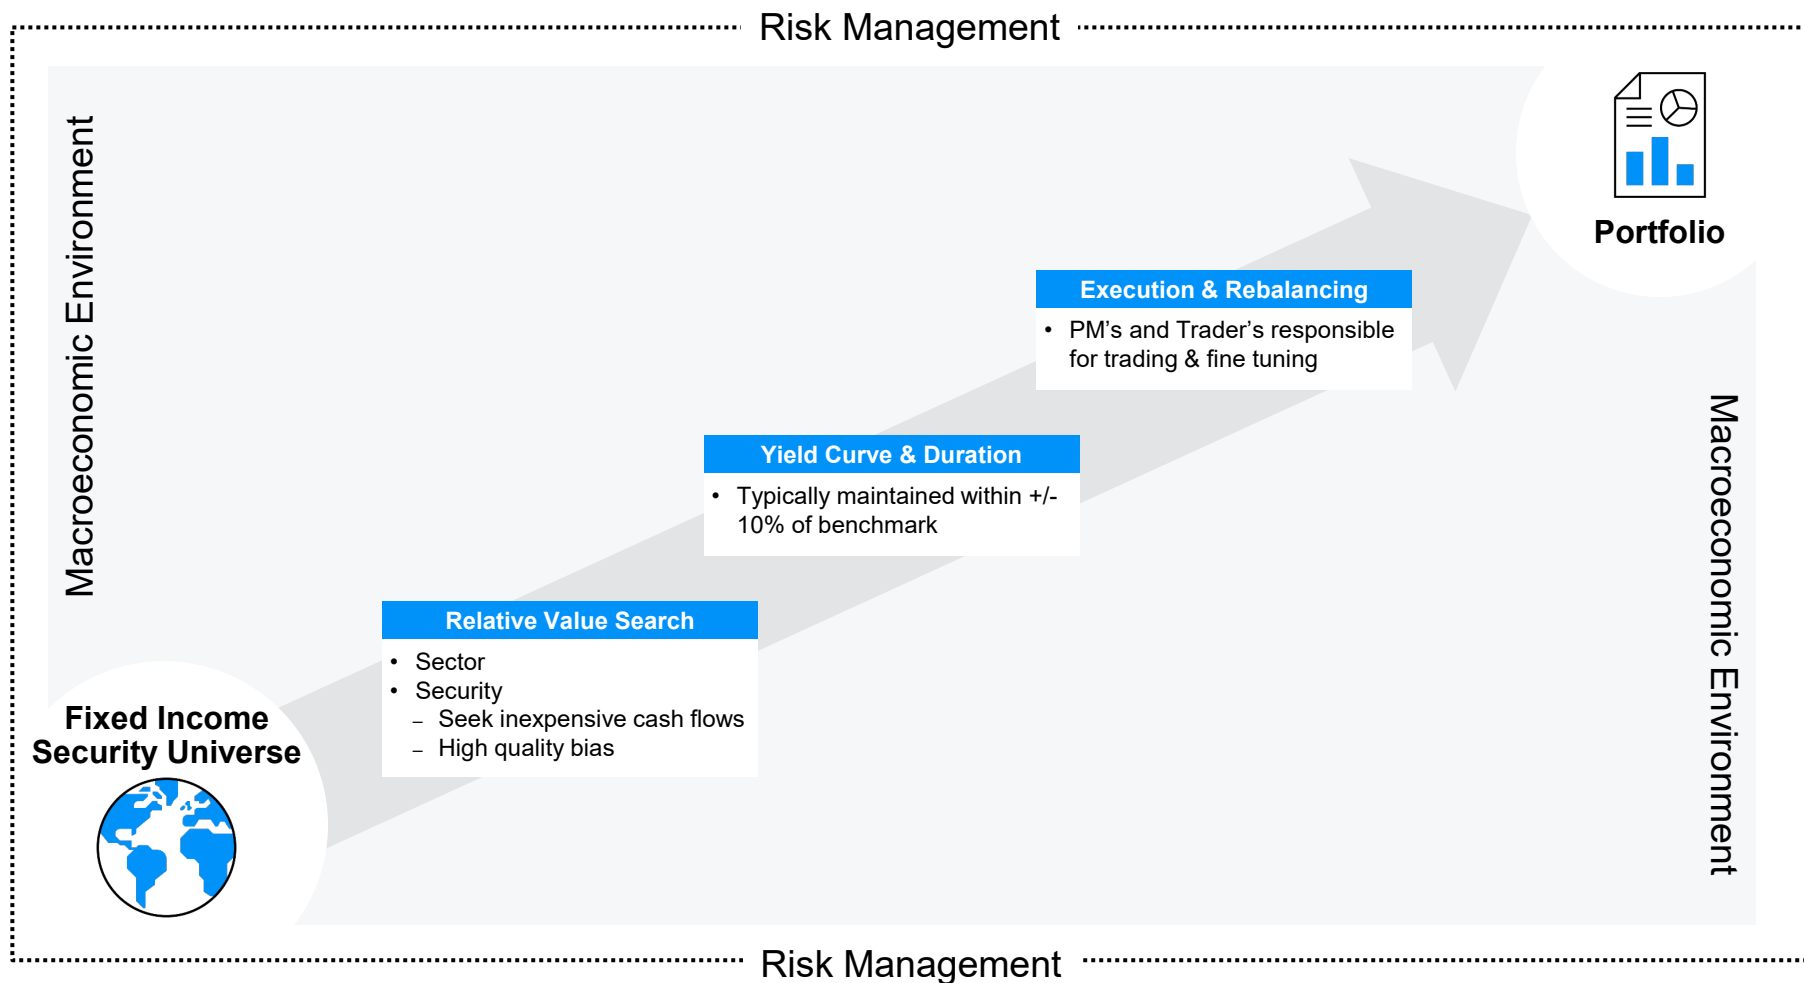 Risk Management
Macroeconomic Environment
Portfolio
Execution & Rebalancing
• PM’s and Trader’s responsible
for trading & fine tuning
Yield Curve & Duration
• Typically maintained within +/-
10% of benchmark
Macroeconomic Environment
Relative Value Search
• Sector
• Security
– Seek inexpensive cash flows
– High quality bias
Fixed Income
Security Universe
Risk Management